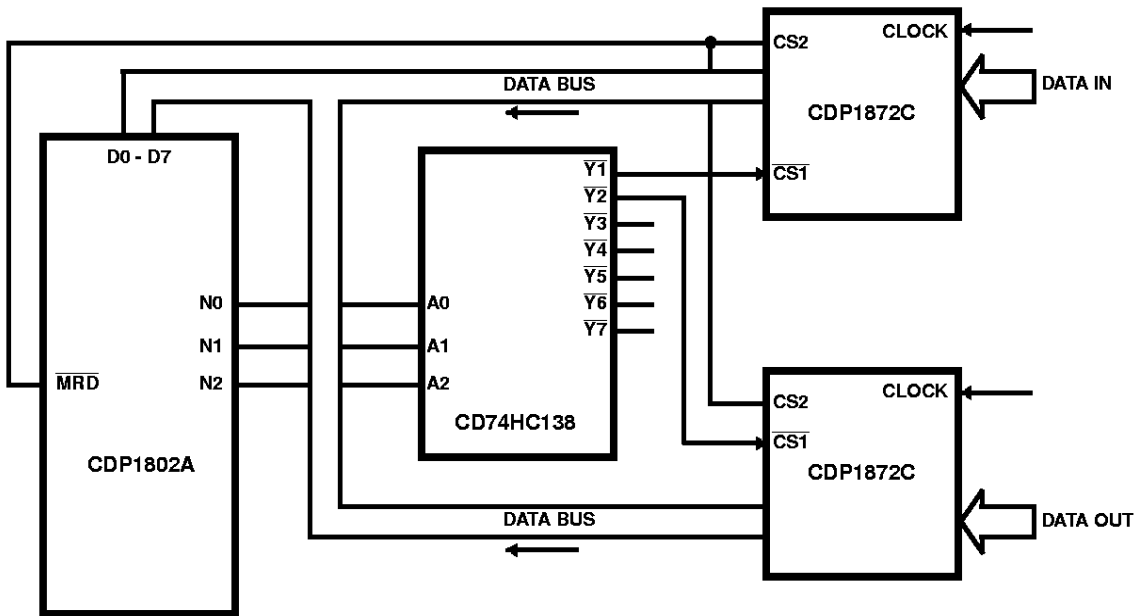 CS2
CLOCK
DATA BUS
DATA IN
CDP1872C
D0 - D7
Y1
CS1
Y2
Y3
Y4
Y5
Y6
Y7
N0
A0
N1
A1
MRD
N2
A2
CD74HC138
CDP1802A
CS2
CLOCK
CS1
CDP1872C
DATA BUS
DATA OUT